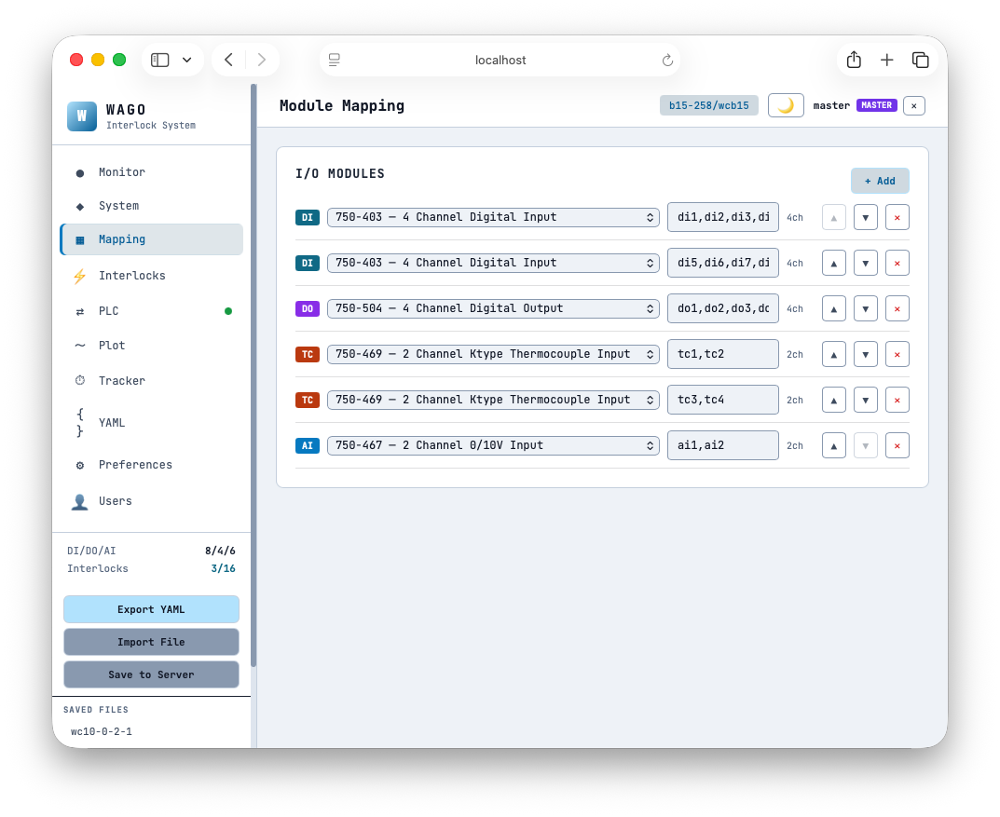 localhost
W
WAGO
Interlock System
Monitor
System
Mapping
Interlocks
PLC
Plot
Tracker
{ }
YAML
Preferences
Users
DI/DO/AI 8/4/6
Interlocks 3/16
Export YAML
Import File
Save to Server
SAVED FILES
wc10-0-2-1
Module Mapping
b15-258/wcb15
master MASTER ×
I/O MODULES
+ Add
DI 750-403 — 4 Channel Digital Input di1,di2,di3,di 4ch ▲ ▼ ×
DI 750-403 — 4 Channel Digital Input di5,di6,di7,di 4ch ▲ ▼ ×
DO 750-504 — 4 Channel Digital Output do1,do2,do3,do 4ch ▲ ▼ ×
TC 750-469 — 2 Channel Ktype Thermocouple Input tc1,tc2 2ch ▲ ▼ ×
TC 750-469 — 2 Channel Ktype Thermocouple Input tc3,tc4 2ch ▲ ▼ ×
AI 750-467 — 2 Channel 0/10V Input ai1,ai2 2ch ▲ ▼ ×